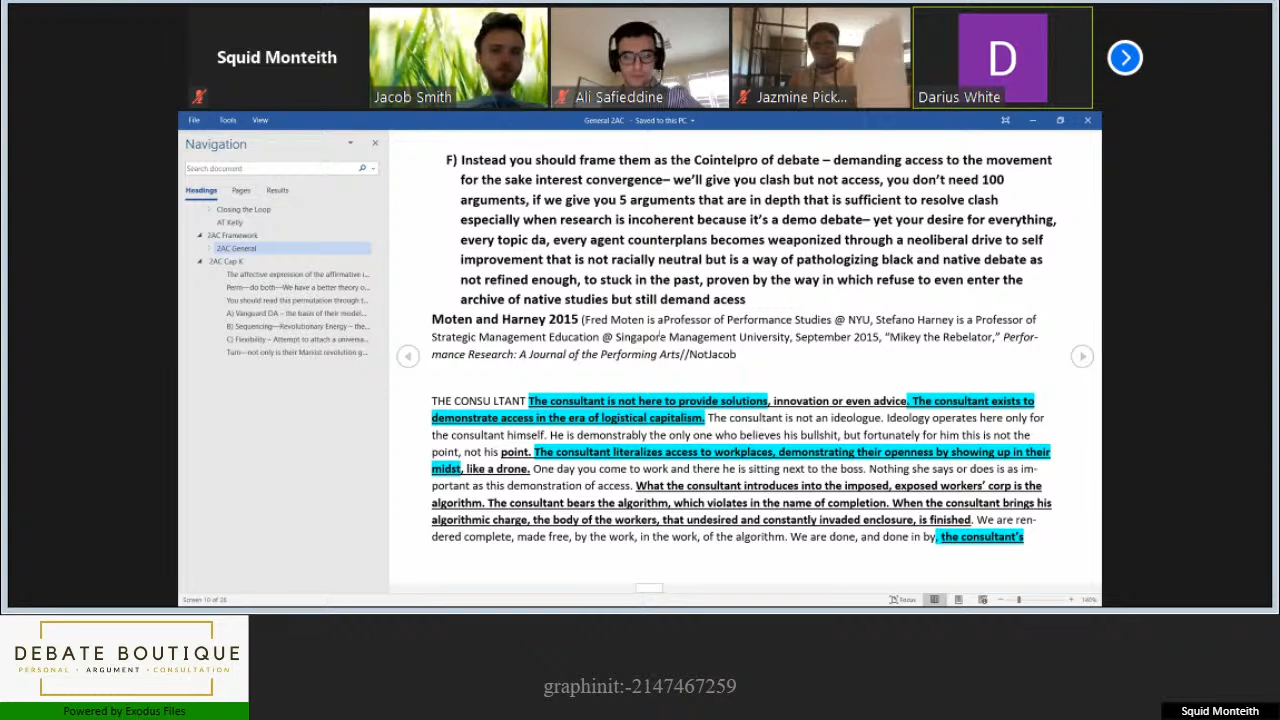 Squid Monteith
Jacob Smith
Ali Safieddine
Jazmine Pick...
D
Darius White
File Tools View
General 2AC - Saved to this PC
Navigation
Search document
Headings Pages Results
Closing the Loop
AT Kelly
2AC Framework
2AC General
2AC Cap K
The affective expression of the affirmative i...
Perm—do both—We have a better theory o...
You should read this permutation through t...
A) Vanguard DA – the basis of their model...
B) Sequencing—Revolutionary Energy – the...
C) Flexibility – Attempt to attach a universa...
Turn—not only is their Manist revolution g...
F) Instead you should frame them as the Cointelpro of debate – demanding access to the movement
for the sake interest convergence– we’ll give you clash but not access, you don’t need 100
arguments, if we give you 5 arguments that are in depth that is sufficient to resolve clash
especially when research is incoherent because it’s a demo debate– yet your desire for everything,
every topic da, every agent counterplans becomes weaponized through a neoliberal drive to self
improvement that is not racially neutral but is a way of pathologizing black and native debate as
not refined enough, to stuck in the past, proven by the way in which refuse to even enter the
archive of native studies but still demand acess
Moten and Harney 2015 (Fred Moten is aProfessor of Performance Studies @ NYU, Stefano Harney is a Professor of
Strategic Management Education @ Singapore Management University, September 2015, “Mikey the Rebelator,” Perfor-
mance Research: A Journal of the Performing Arts//NotJacob
THE CONSU LTANT The consultant is not here to provide solutions, innovation or even advice. The consultant exists to
demonstrate access in the era of logistical capitalism. The consultant is not an ideologue. Ideology operates here only for
the consultant himself. He is demonstrably the only one who believes his bullshit, but fortunately for him this is not the
point, not his point. The consultant literalizes access to workplaces, demonstrating their openness by showing up in their
midst, like a drone. One day you come to work and there he is sitting next to the boss. Nothing she says or does is as im-
portant as this demonstration of access. What the consultant introduces into the imposed, exposed workers’ corp is the
algorithm. The consultant bears the algorithm, which violates in the name of completion. When the consultant brings his
algorithmic charge, the body of the workers, that undesired and constantly invaded enclosure, is finished. We are ren-
dered complete, made free, by the work, in the work, of the algorithm. We are done, and done in by, the consultant’s
Screen 10 of 26
Focus
140%
DEBATE BOUTIQUE
PERSONAL · ARGUMENT · CONSULTATION
Powered by Exodus Files
graphinit:-2147467259
Squid Monteith